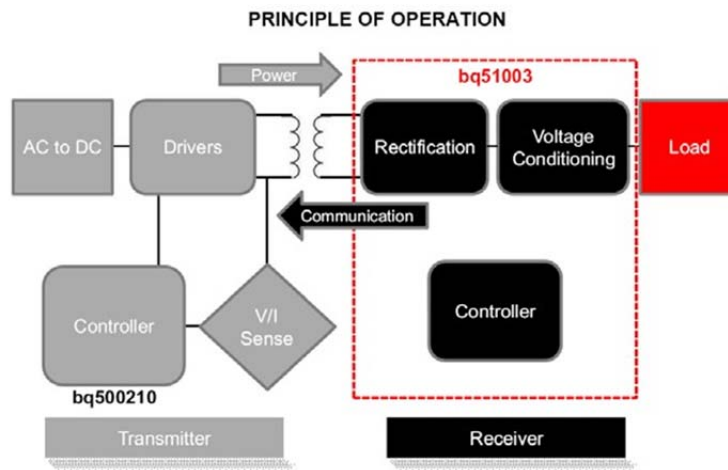 PRINCIPLE OF OPERATION
Power
bq51003
AC to DC
Drivers
Rectification
Voltage
Conditioning
Load
Communication
Controller
V/I
Sense
Controller
bq500210
Transmitter
Receiver